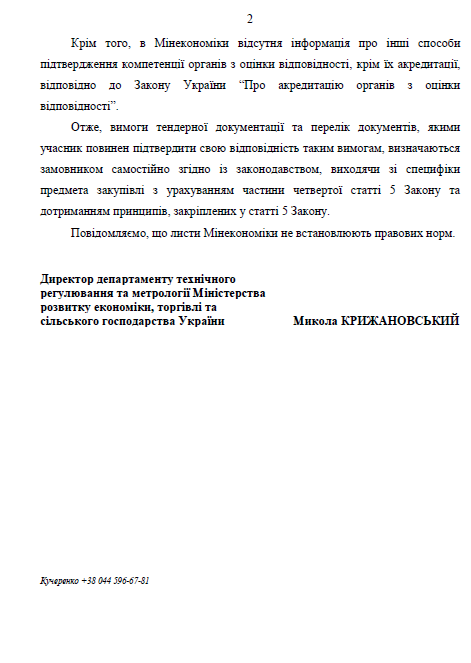 2
Крім того, в Мінекономіки відсутня інформація про інші способи
підтвердження компетенції органів з оцінки відповідності, крім їх акредитації,
відповідно до Закону України “Про акредитацію органів з оцінки
відповідності”.
Отже, вимоги тендерної документації та перелік документів, якими
учасник повинен підтвердити свою відповідність таким вимогам, визначаються
замовником самостійно згідно із законодавством, виходячи зі специфіки
предмета закупівлі з урахуванням частини четвертої статті 5 Закону та
дотриманням принципів, закріплених у статті 5 Закону.
Повідомляємо, що листи Мінекономіки не встановлюють правових норм.
Директор департаменту технічного
регулювання та метрології Міністерства
розвитку економіки, торгівлі та
сільського господарства України Микола КРИЖАНОВСЬКИЙ
Кучеренко +38 044 596-67-81